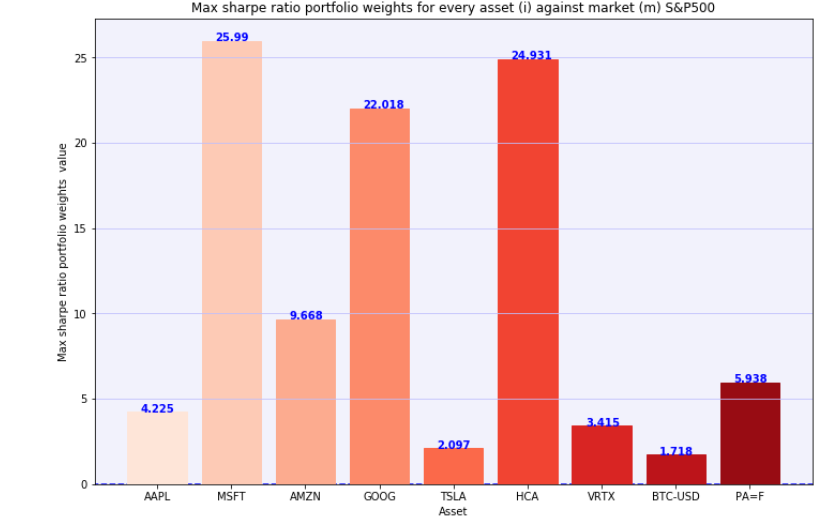 Max sharpe ratio portfolio weights for every asset (i) against market (m) S&P500
Max sharpe ratio portfolio weights  value
25
20
15
10
5
0
4.225
25.99
9.668
22.018
2.097
24.931
3.415
1.718
5.938
AAPL
MSFT
AMZN
GOOG
TSLA
HCA
VRTX
BTC-USD
PA=F
Asset